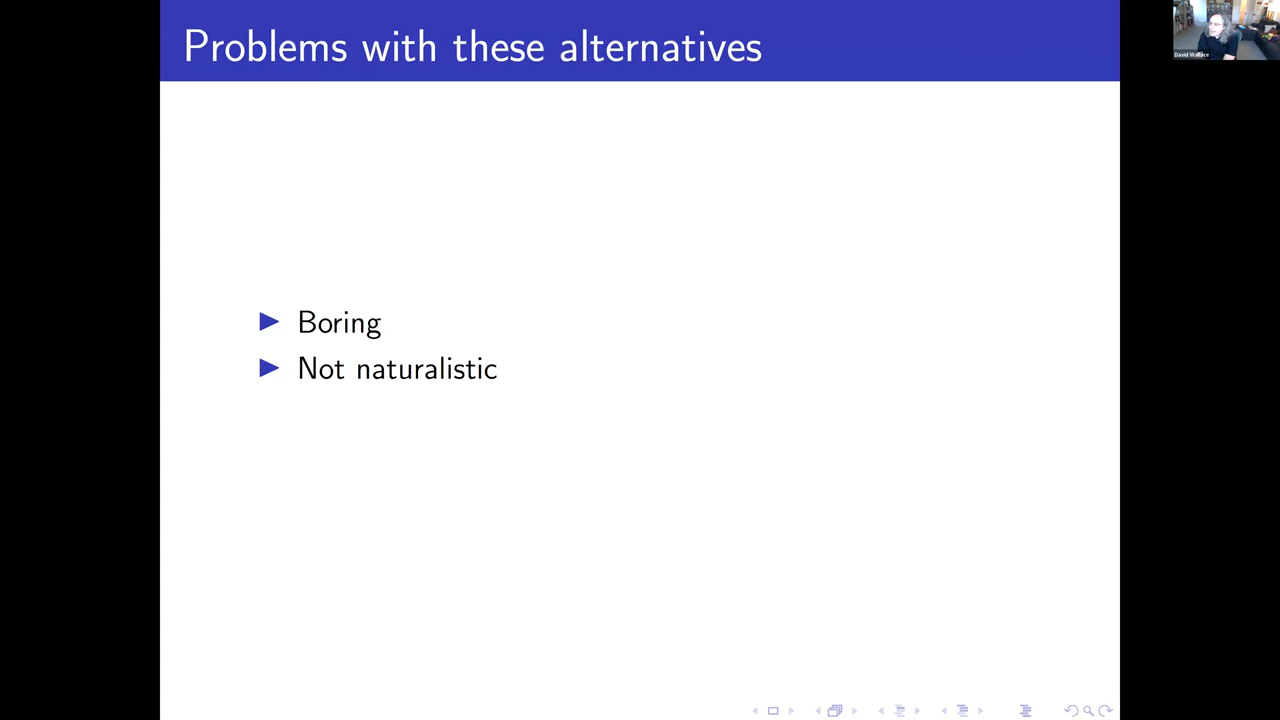 Problems with these alternatives
David Wallace
Boring
Not naturalistic